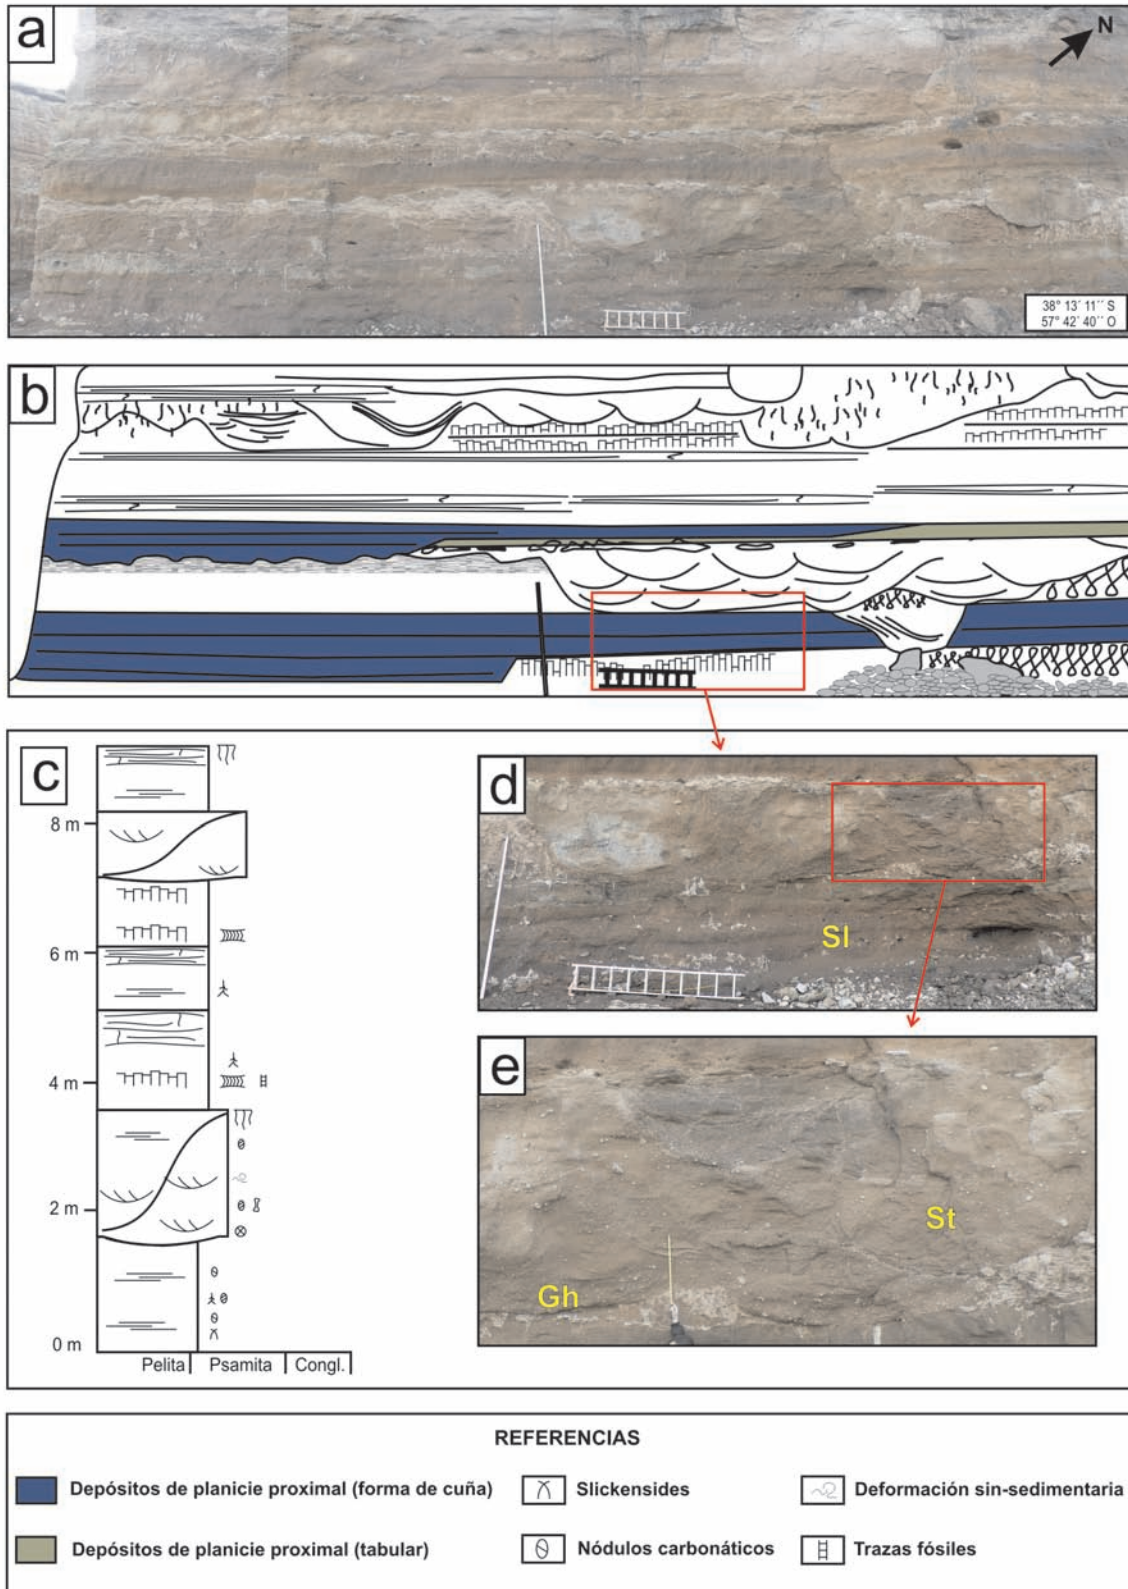 a
N
38° 13´ 11´´ S
57° 42´ 40´´ O
b
c
8 m
6 m
4 m
2 m
0 m
Pelita
Psamita
Congl.
d
Sl
e
St
Gh
REFERENCIAS
Depósitos de planicie proximal (forma de cuña)
Slickensides
Deformación sin-sedimentaria
Depósitos de planicie proximal (tabular)
Nódulos carbonáticos
Trazas fósiles